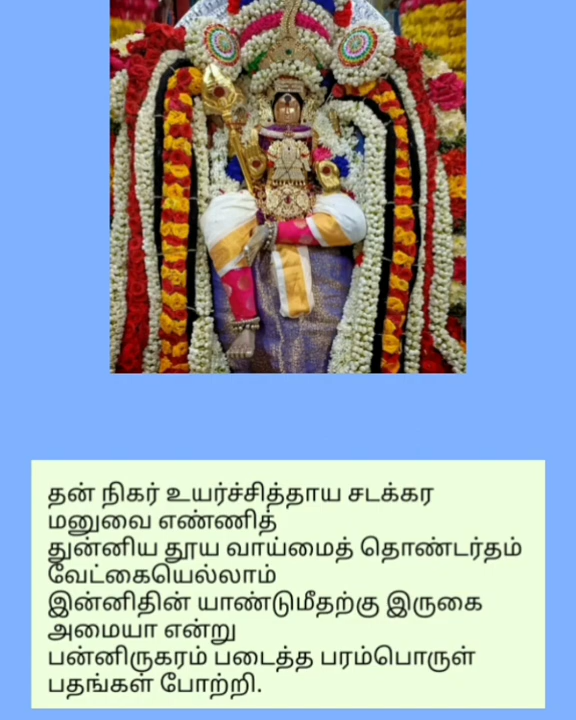 தன் நிகர் உயர்ச்சித்தாய சடக்கர
மனுவை எண்ணித்
துன்னிய தூய வாய்மைத் தொண்டர்தம்
வேட்கையெல்லாம்
இன்னிதின் யாண்டுமீதற்கு இருகை
அமையா என்று
பன்னிருகரம் படைத்த பரம்பொருள்
பதங்கள் போற்றி.